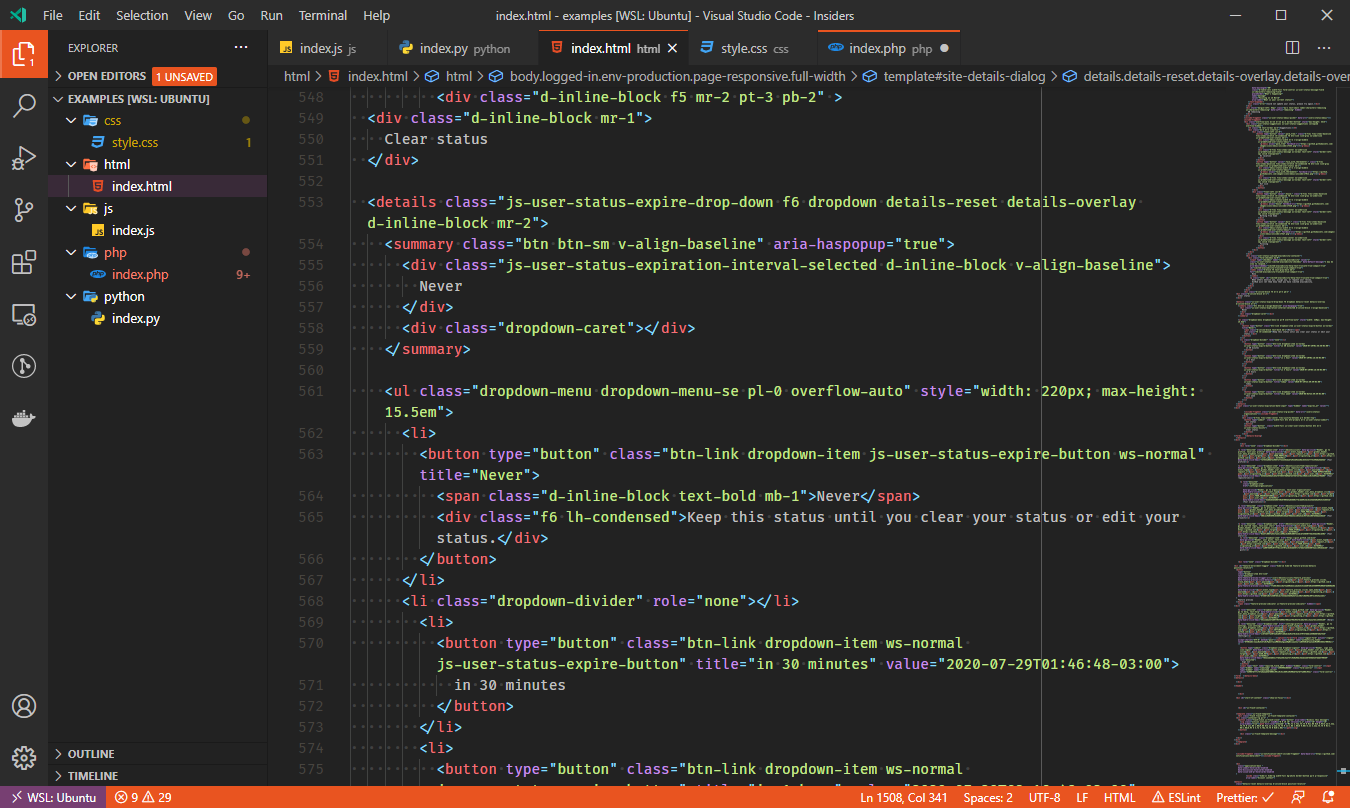 File Edit Selection View Go Run Terminal Help
index.html - examples [WSL: Ubuntu] - Visual Studio Code - Insiders
EXPLORER
index.js js
index.py python
index.html html
style.css css
index.php php
1
OPEN EDITORS 1 UNSAVED
html > index.html > html > body.logged-in.env-production.page-responsive.full-width > template#site-details-dialog > details.details-reset.details-overlay.details-over
EXAMPLES [WSL: UBUNTU]
css
style.css 1
html
index.html
js
index.js
php
index.php 9+
python
index.py
OUTLINE
TIMELINE
548 <div class="d-inline-block f5 mr-2 pt-3 pb-2" >
549 <div class="d-inline-block mr-1">
550 Clear status
551 </div>
552
553 <details class="js-user-status-expire-drop-down f6 dropdown details-reset details-overlay
d-inline-block mr-2">
554 <summary class="btn btn-sm v-align-baseline" aria-haspopup="true">
555 <div class="js-user-status-expiration-interval-selected d-inline-block v-align-baseline">
556 Never
557 </div>
558 <div class="dropdown-caret"></div>
559 </summary>
560
561 <ul class="dropdown-menu dropdown-menu-se pl-0 overflow-auto" style="width: 220px; max-height:
15.5em">
562 <li>
563 <button type="button" class="btn-link dropdown-item js-user-status-expire-button ws-normal"
title="Never">
564 <span class="d-inline-block text-bold mb-1">Never</span>
565 <div class="f6 lh-condensed">Keep this status until you clear your status or edit your
status.</div>
566 </button>
567 </li>
568 <li class="dropdown-divider" role="none"></li>
569 <li>
570 <button type="button" class="btn-link dropdown-item ws-normal
js-user-status-expire-button" title="in 30 minutes" value="2020-07-29T01:46:48-03:00">
571 in 30 minutes
572 </button>
573 </li>
574 <li>
575 <button type="button" class="btn-link dropdown-item ws-normal
WSL: Ubuntu 9 29 Ln 1508, Col 341 Spaces: 2 UTF-8 LF HTML ESLint Prettier: ✓